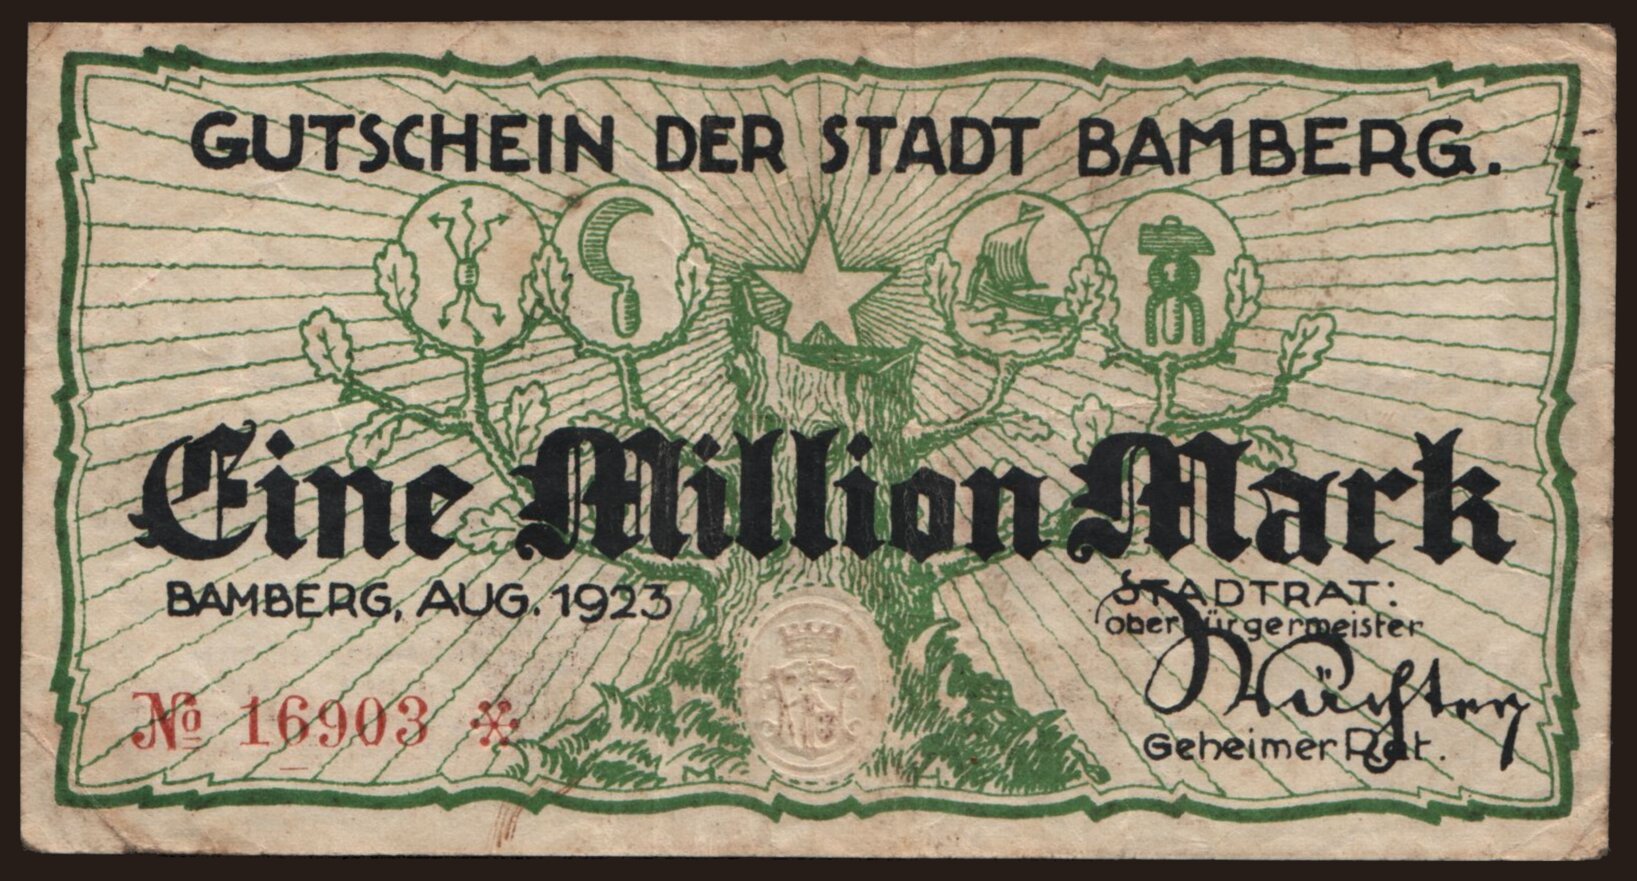 GUTSCHEIN DER STADT BAMBERG.
Eine Million Mark
BAMBERG, AUG. 1923
STADTRAT:
oberbürgermeister
Geheimer Rat.
№ 16903 *